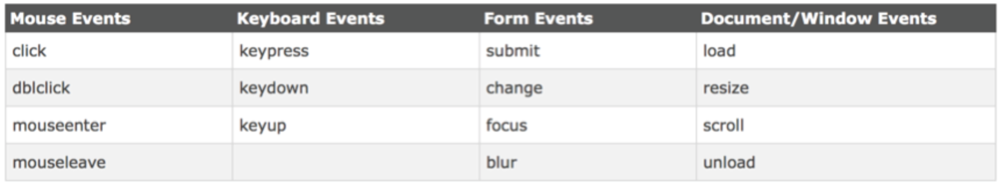 Mouse Events Keyboard Events Form Events Document/Window Events
click keypress submit load
dblclick keydown change resize
mouseenter keyup focus scroll
mouseleave blur unload